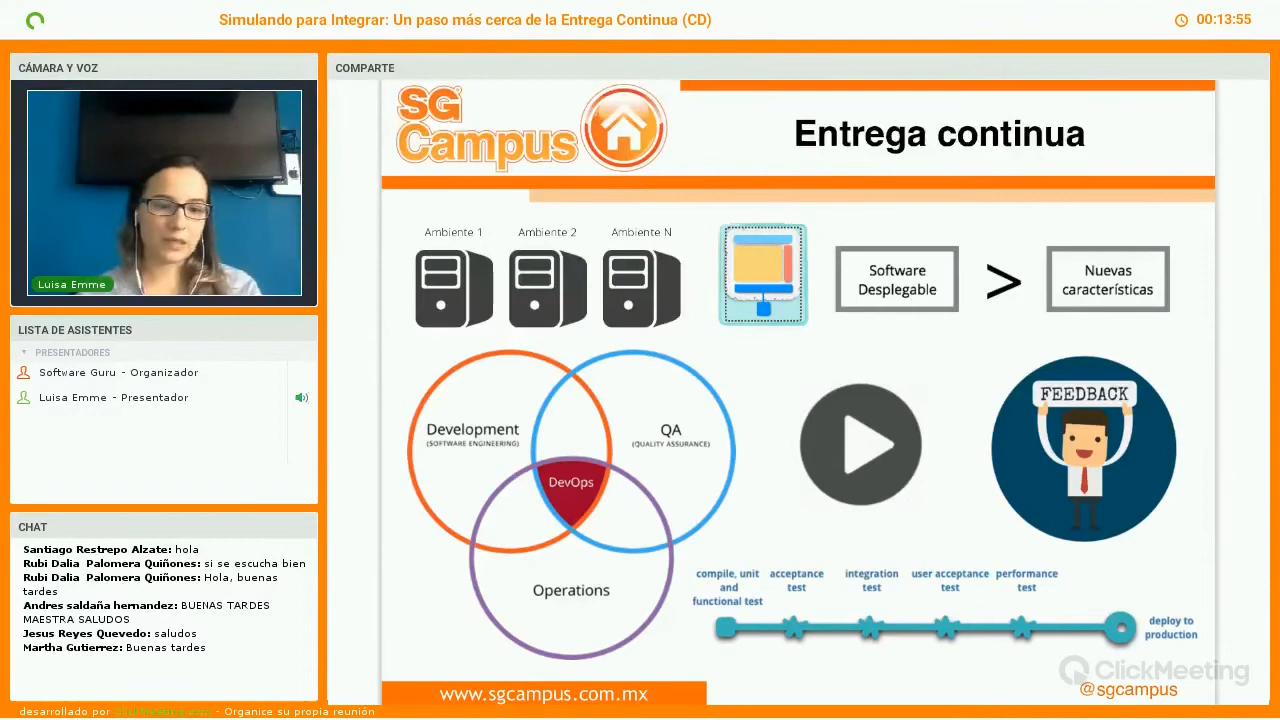 Simulando para Integrar: Un paso más cerca de la Entrega Continua (CD)
00:13:55
CÁMARA Y VOZ
Luisa Emme
LISTA DE ASISTENTES
PRESENTADORES
Software Guru - Organizador
Luisa Emme - Presentador
CHAT
Santiago Restrepo Alzate: hola
Rubi Dalia Palomera Quiñones: si se escucha bien
Rubi Dalia Palomera Quiñones: Hola, buenas
tardes
Andres saldaña hernandez: BUENAS TARDES
MAESTRA SALUDOS
Jesus Reyes Quevedo: saludos
Martha Gutierrez: Buenas tardes
desarrollado por ClickMeeting.com - Organice su propia reunión
COMPARTE
SG
Campus
Entrega continua
Ambiente 1
Ambiente 2
Ambiente N
Software
Desplegable
>
Nuevas
características
Development
(SOFTWARE ENGINEERING)
QA
(QUALITY ASSURANCE)
DevOps
Operations
FEEDBACK
compile, unit
and
functional test
acceptance
test
integration
test
user acceptance
test
performance
test
deploy to
production
ClickMeeting
www.sgcampus.com.mx
@sgcampus